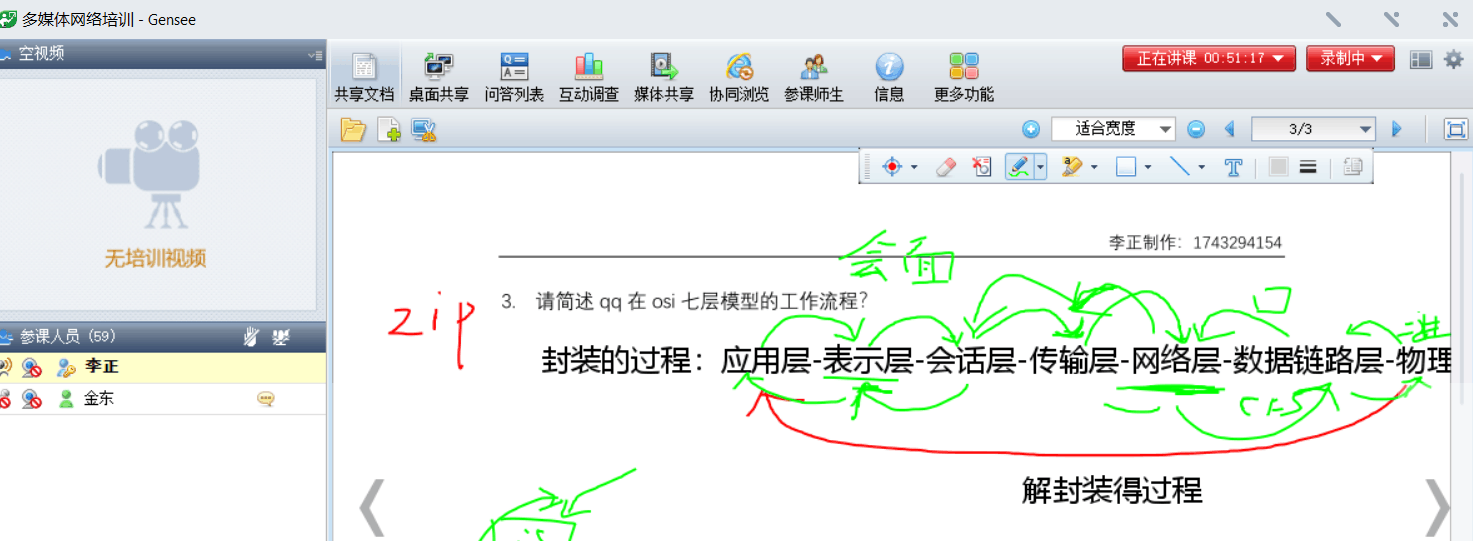 多媒体网络培训 - Gensee
空视频
共享文档 桌面共享 问答列表 互动调查 媒体共享 协同浏览 参课师生 信息 更多功能
正在讲课 00:51:17 录制中
适合宽度 3/3
无培训视频
参课人员 (59)
李正
金东
李正制作：1743294154
会面
zip
3. 请简述 qq 在 osi 七层模型的工作流程?
封装的过程：应用层-表示层-会话层-传输层-网络层-数据链路层-物理
解封装得过程